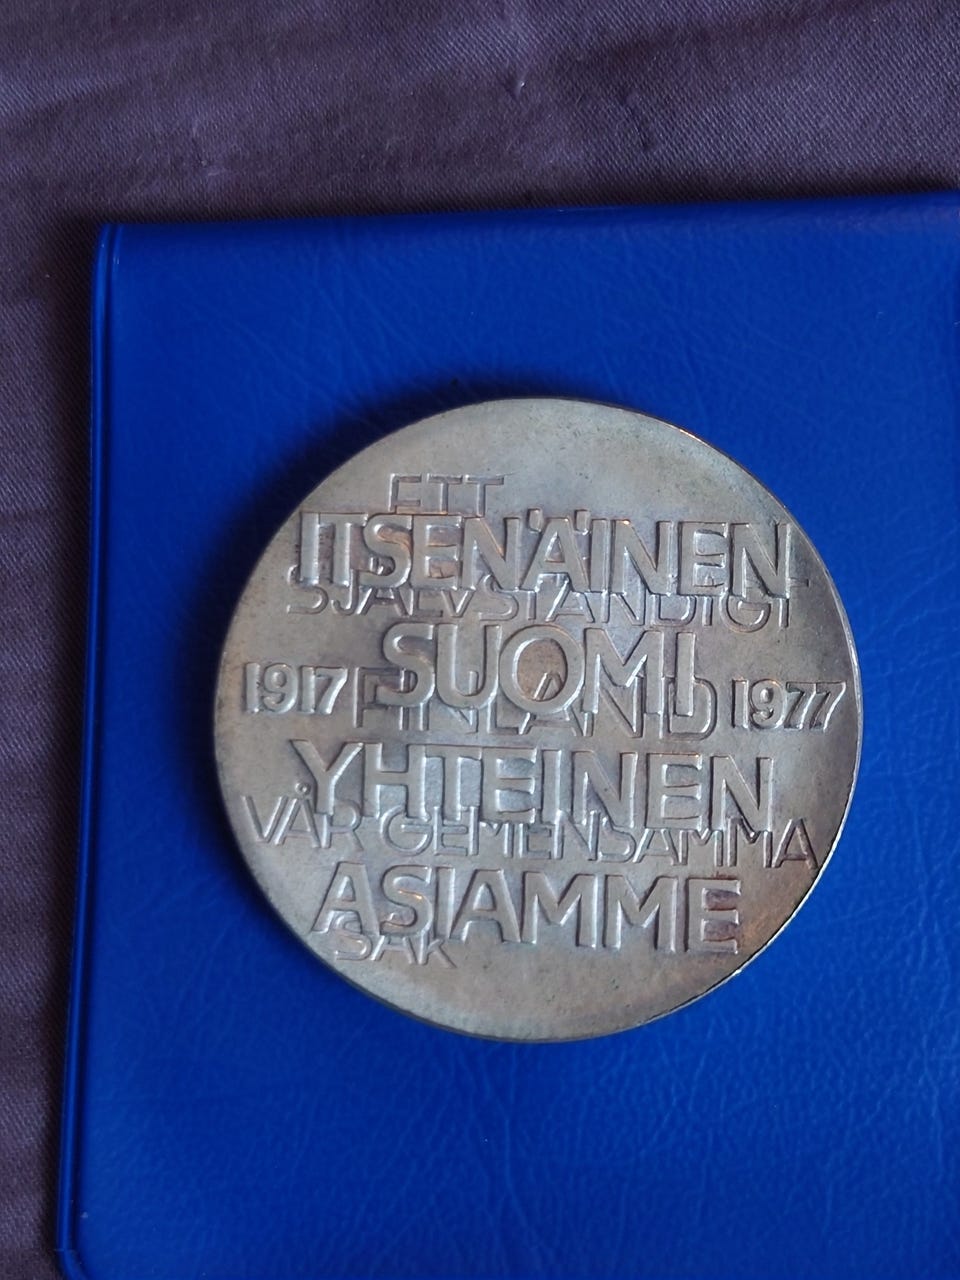 ETT
ITSENÄINEN
SJÄLVSTÄNDIGT
SUOMI
1917 FINLAND 1977
YHTEINEN
VÅR GEMENSAMMA
ASIAMME
SAK